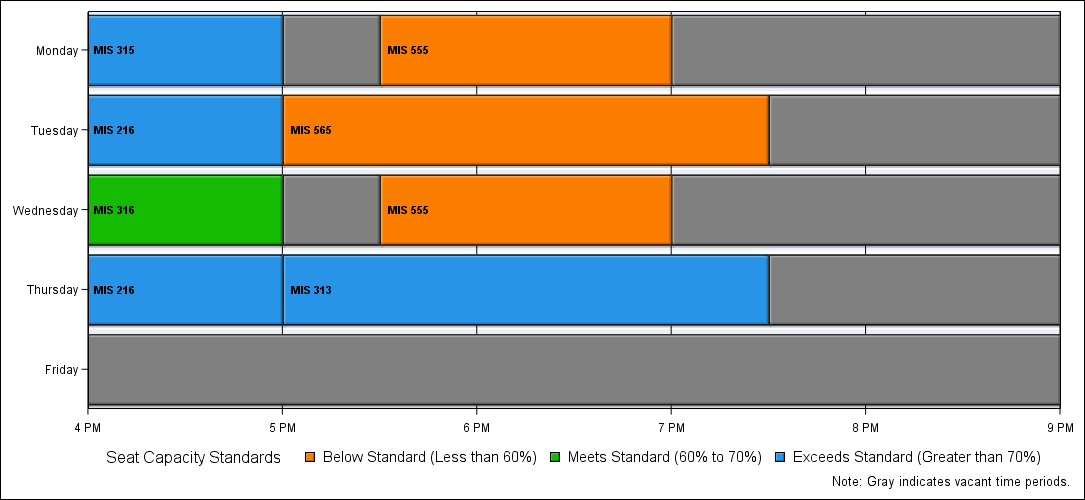 Monday MIS 315 MIS 555
Tuesday MIS 216 MIS 565
Wednesday MIS 316 MIS 555
Thursday MIS 216 MIS 313
Friday
4 PM 5 PM 6 PM 7 PM 8 PM 9 PM
Seat Capacity Standards Below Standard (Less than 60%) Meets Standard (60% to 70%) Exceeds Standard (Greater than 70%)
Note: Gray indicates vacant time periods.